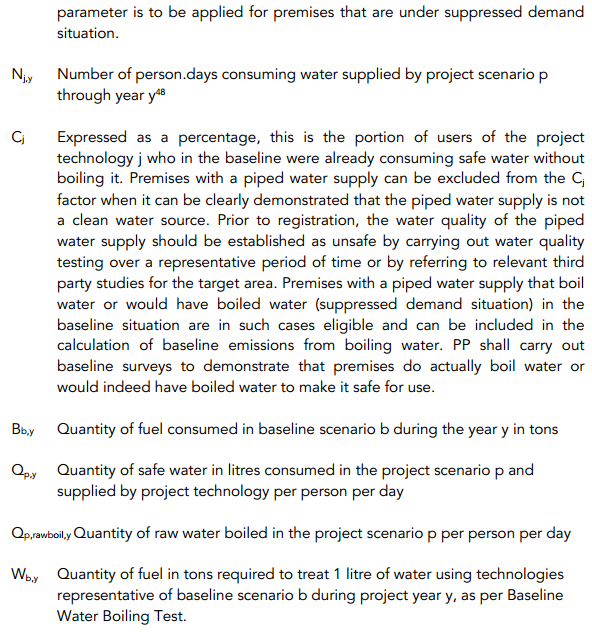 parameter is to be applied for premises that are under suppressed demand
situation.
Nj,y Number of person.days consuming water supplied by project scenario p
through year y48
Cj Expressed as a percentage, this is the portion of users of the project
technology j who in the baseline were already consuming safe water without
boiling it. Premises with a piped water supply can be excluded from the Cj
factor when it can be clearly demonstrated that the piped water supply is not
a clean water source. Prior to registration, the water quality of the piped
water supply should be established as unsafe by carrying out water quality
testing over a representative period of time or by referring to relevant third
party studies for the target area. Premises with a piped water supply that boil
water or would have boiled water (suppressed demand situation) in the
baseline situation are in such cases eligible and can be included in the
calculation of baseline emissions from boiling water. PP shall carry out
baseline surveys to demonstrate that premises do actually boil water or
would indeed have boiled water to make it safe for use.
Bb,y Quantity of fuel consumed in baseline scenario b during the year y in tons
Qp,y Quantity of safe water in litres consumed in the project scenario p and
supplied by project technology per person per day
Qp,rawboil,y Quantity of raw water boiled in the project scenario p per person per day
Wb,y Quantity of fuel in tons required to treat 1 litre of water using technologies
representative of baseline scenario b during project year y, as per Baseline
Water Boiling Test.